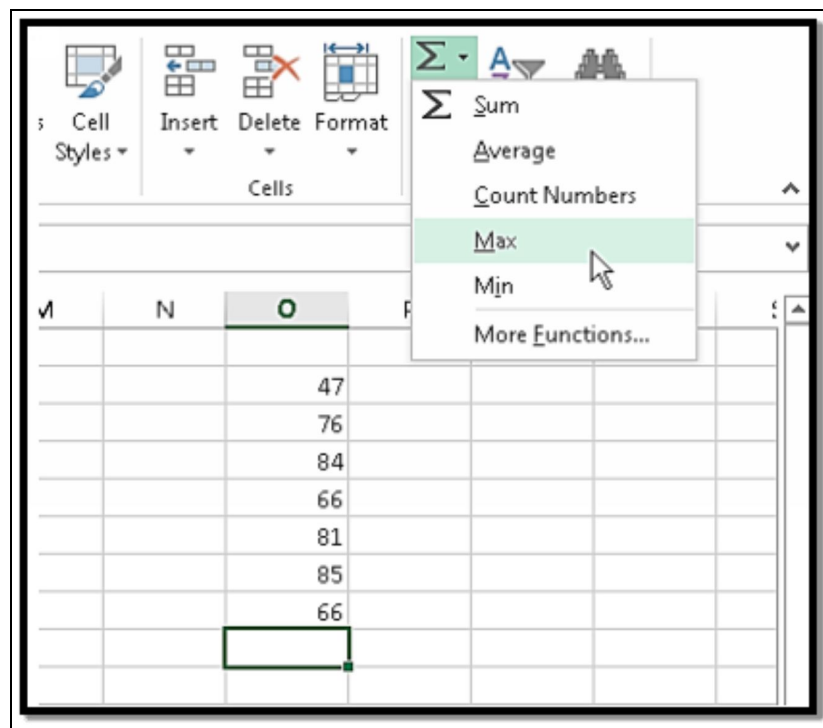 s Cell Styles
Insert Delete Format
Cells
Σ
A
Σ Sum
Average
Count Numbers
Max
Min
More Functions...
M N O
47
76
84
66
81
85
66